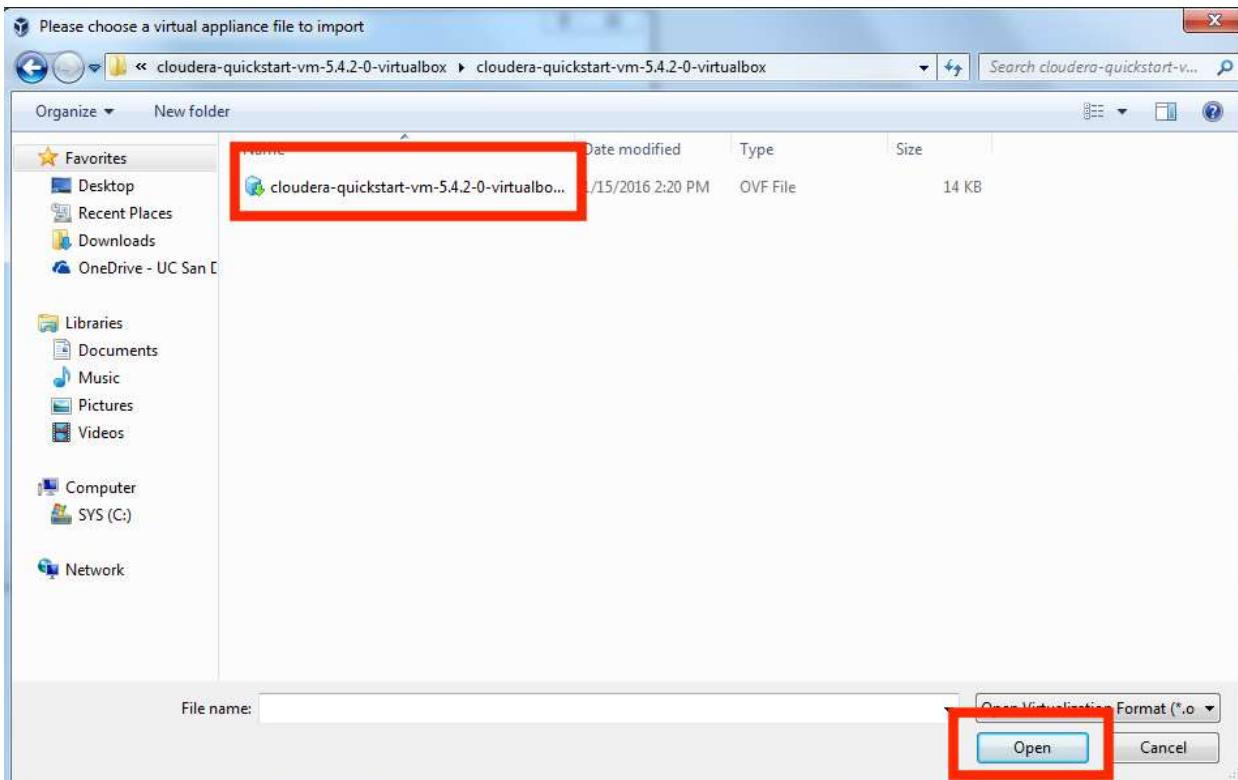 Please choose a virtual appliance file to import
« cloudera-quickstart-vm-5.4.2-0-virtualbox ▸ cloudera-quickstart-vm-5.4.2-0-virtualbox
Search cloudera-quickstart-v...
Organize New folder
Date modified Type Size
cloudera-quickstart-vm-5.4.2-0-virtualbo... /15/2016 2:20 PM OVF File 14 KB
Favorites
Desktop
Recent Places
Downloads
OneDrive - UC San D
Libraries
Documents
Music
Pictures
Videos
Computer
SYS (C:)
Network
File name:
Open Virtualization Format (*.o
Open Cancel